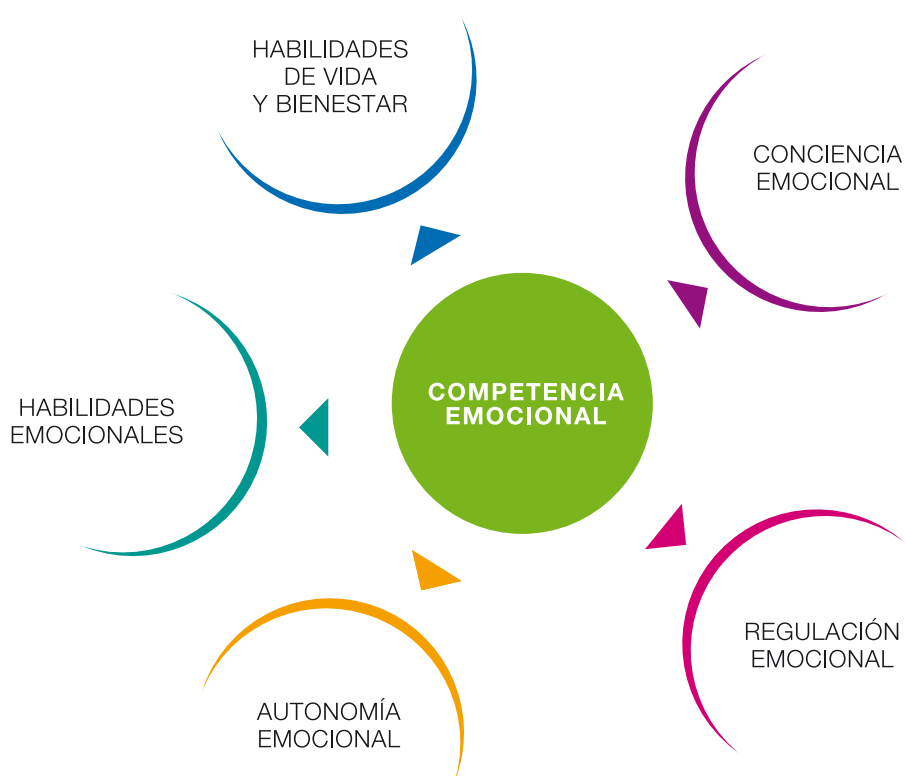 HABILIDADES
DE VIDA
Y BIENESTAR
CONCIENCIA
EMOCIONAL
COMPETENCIA
EMOCIONAL
HABILIDADES
EMOCIONALES
REGULACIÓN
EMOCIONAL
AUTONOMÍA
EMOCIONAL